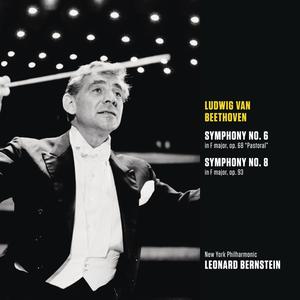 LUDWIG VAN
BEETHOVEN
SYMPHONY NO. 6
in F major, op. 68 "Pastoral"
SYMPHONY NO. 8
in F major, op. 93
New York Philharmonic
LEONARD BERNSTEIN